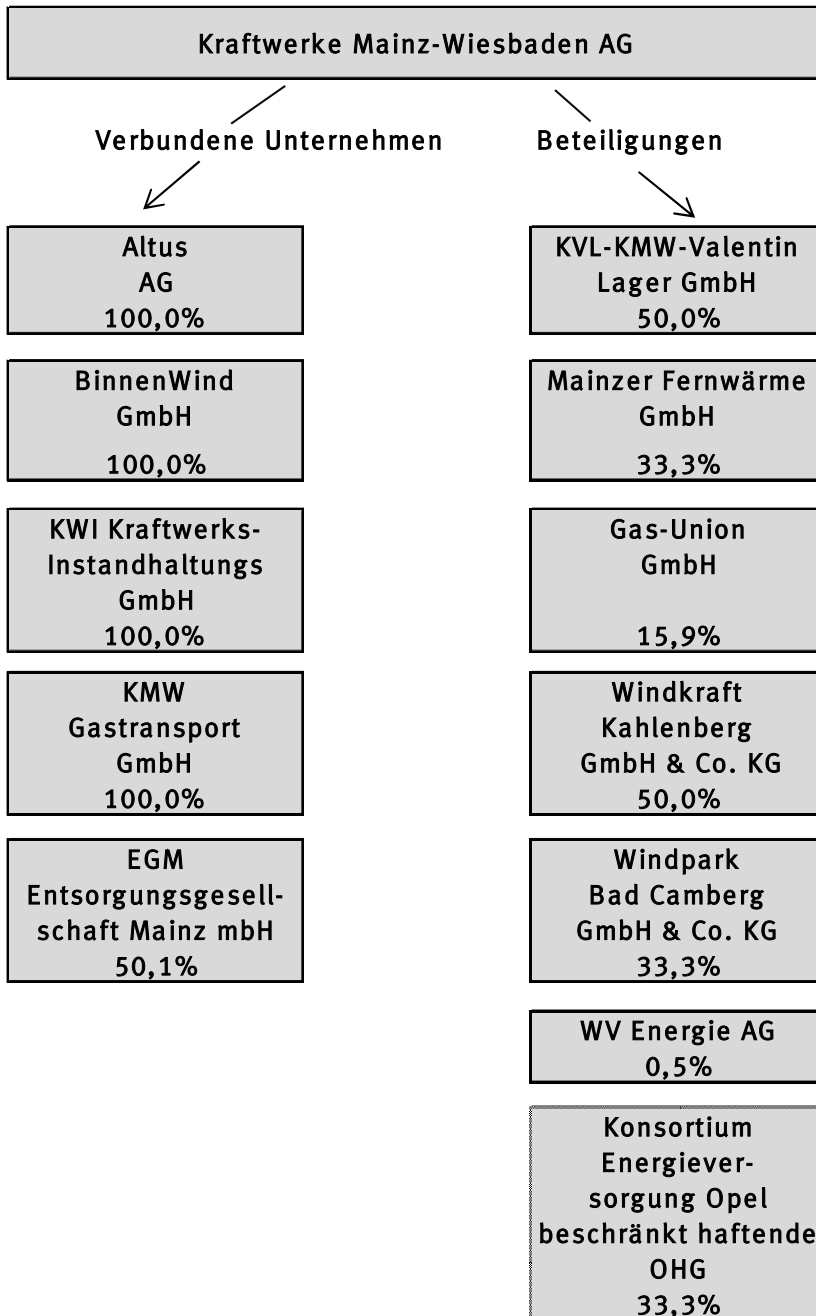 Kraftwerke Mainz-Wiesbaden AG
Verbundene Unternehmen
Beteiligungen
Altus
AG
100,0%
BinnenWind
GmbH
100,0%
KWI Kraftwerks-
Instandhaltungs
GmbH
100,0%
KMW
Gastransport
GmbH
100,0%
EGM
Entsorgungsgesell-
schaft Mainz mbH
50,1%
KVL-KMW-Valentin
Lager GmbH
50,0%
Mainzer Fernwärme
GmbH
33,3%
Gas-Union
GmbH
15,9%
Windkraft
Kahlenberg
GmbH & Co. KG
50,0%
Windpark
Bad Camberg
GmbH & Co. KG
33,3%
WV Energie AG
0,5%
Konsortium
Energiever-
sorgung Opel
beschränkt haftende
OHG
33,3%